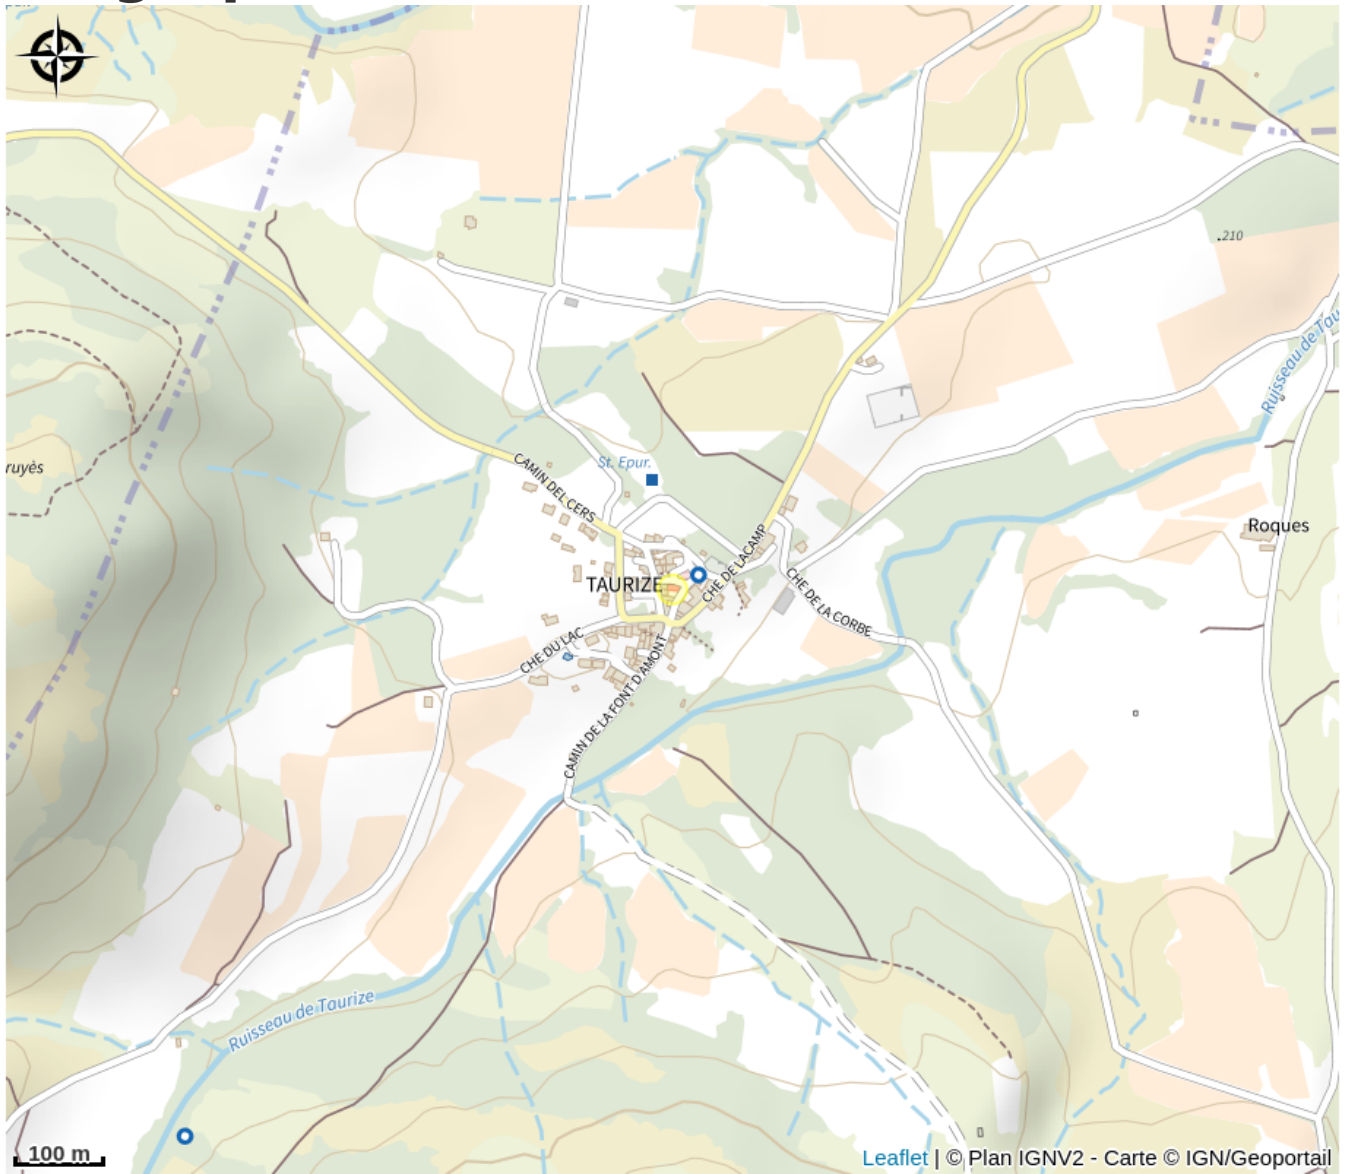 210
Ruisseau de Tau
ruyès
CAMIN DEL CERS
St. Epur.
Roques
TAURIZE
CHE DE LACAMP
CHE DE LA CORBE
CHE DU LAC
CAMIN DE LA FONT D AMONT
Ruisseau de Taurize
100 m
Leaflet | © Plan IGNV2 - Carte © IGN/Geoportail